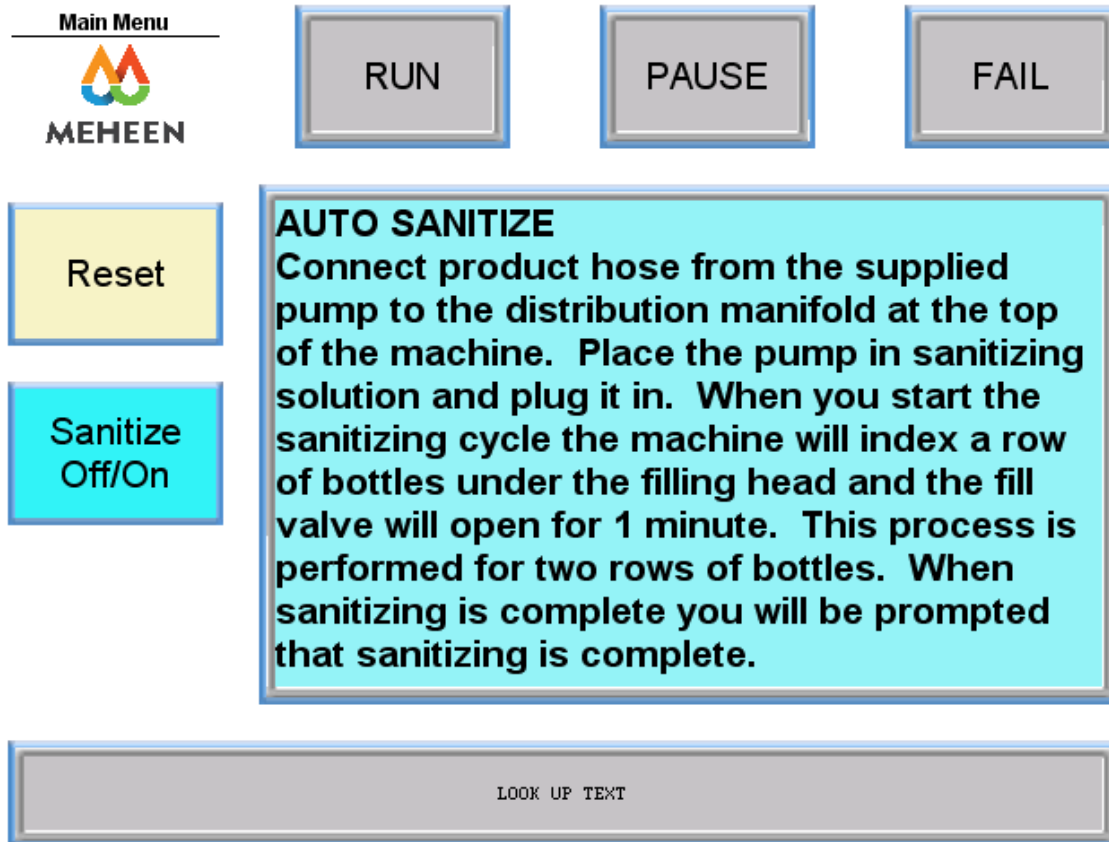 Main Menu
MEHEEN
RUN
PAUSE
FAIL
Reset
Sanitize
Off/On
AUTO SANITIZE
Connect product hose from the supplied
pump to the distribution manifold at the top
of the machine.  Place the pump in sanitizing
solution and plug it in.  When you start the
sanitizing cycle the machine will index a row
of bottles under the filling head and the fill
valve will open for 1 minute.  This process is
performed for two rows of bottles.  When
sanitizing is complete you will be prompted
that sanitizing is complete.
LOOK UP TEXT